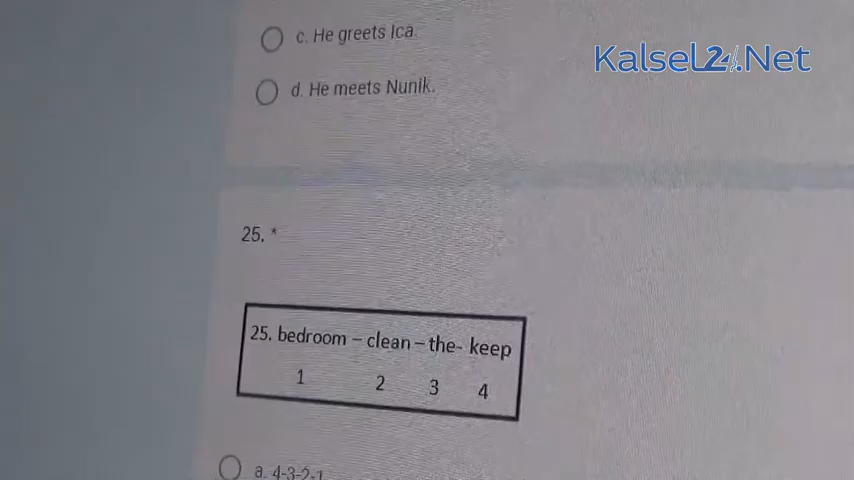 c. He greets Ica.
Kalsel24.Net
d. He meets Nunik.
25. *
25. bedroom – clean – the- keep
1 2 3 4
a. 4-3-2-1